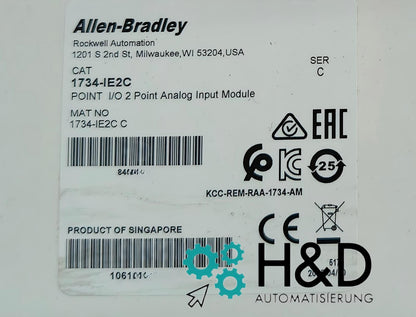 Allen-Bradley
Rockwell Automation
1201 S 2nd St, Milwaukee,WI 53204,USA
CAT
1734-IE2C
SER
C
POINT I/O 2 Point Analog Input Module
MAT NO
1734-IE2C C
EAC
25
KCC-REM-RAA-1734-AM
PRODUCT OF SINGAPORE
CE
H&D
AUTOMATISIERUNG